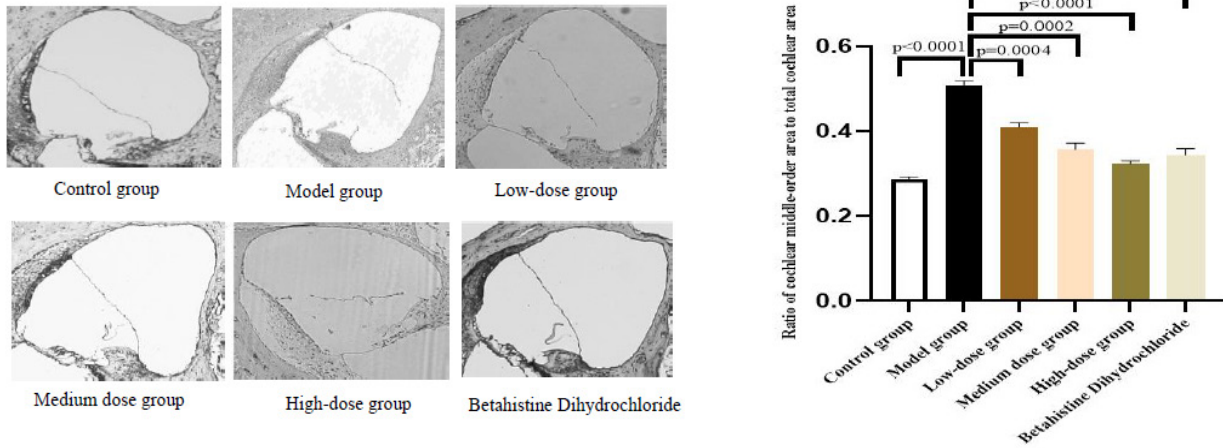 Control group
Model group
Low-dose group
Medium dose group
High-dose group
Betahistine Dihydrochloride
Ratio of cochlear middle-order area to total cochlear area
p<0.0001
p=0.0002
p<0.0001
p=0.0004
0.6
0.4
0.2
0.0
Control group
Model group
Low-dose group
Medium dose group
High-dose group
Betahistine Dihydrochloride